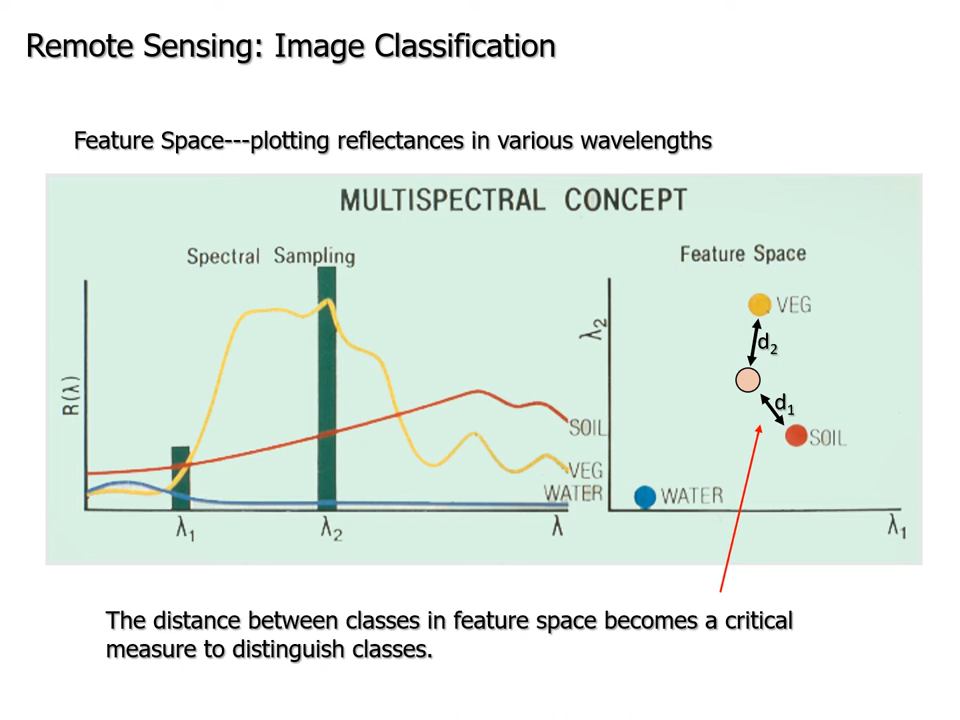 Remote Sensing: Image Classification
Feature Space---plotting reflectances in various wavelengths
MULTISPECTRAL CONCEPT
Spectral Sampling
R(λ)
SOIL
VEG
WATER
λ1
λ2
λ
Feature Space
λ2
VEG
d2
d1
SOIL
WATER
λ1
The distance between classes in feature space becomes a critical
measure to distinguish classes.